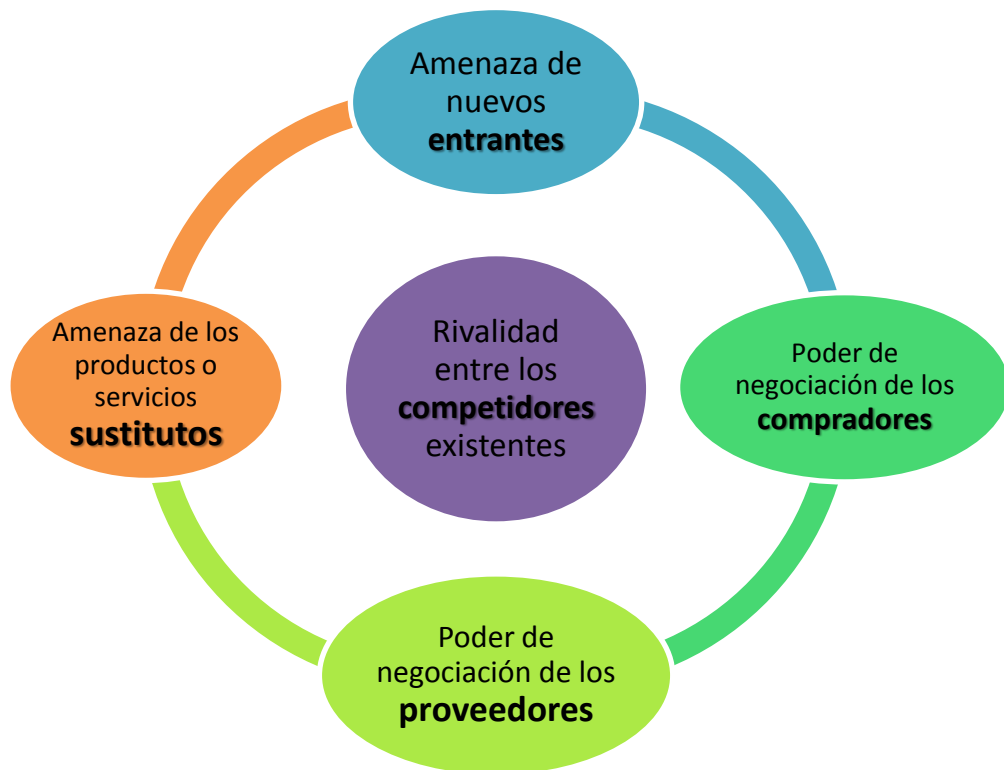 Amenaza de
nuevos
entrantes
Amenaza de los
productos o
servicios
sustitutos
Rivalidad
entre los
competidores
existentes
Poder de
negociación de los
compradores
Poder de
negociación de los
proveedores